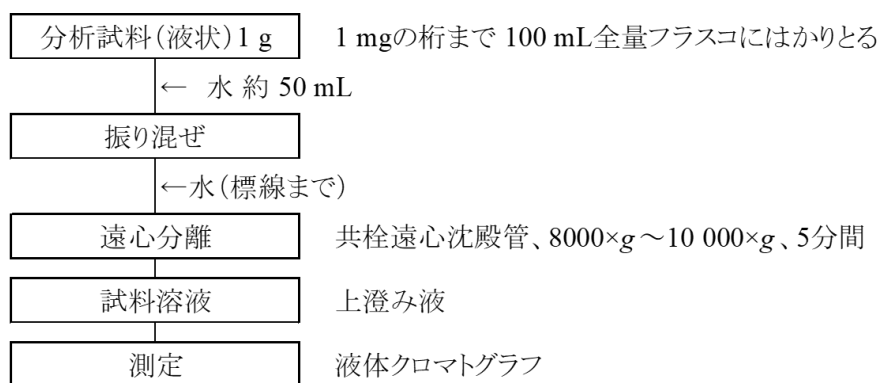 分析試料(液状)1 g 1 mgの桁まで 100 mL全量フラスコにはかりとる
← 水 約 50 mL
振り混ぜ
←水(標線まで)
遠心分離 共栓遠心沈殿管、8000×g～10 000×g、5分間
試料溶液 上澄み液
測定 液体クロマトグラフ